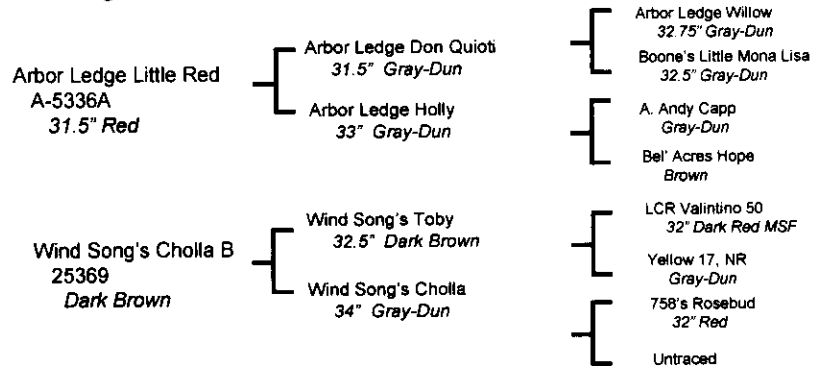 Arbor Ledge Little Red
A-5336A
31.5" Red
Arbor Ledge Don Quioti
31.5" Gray-Dun
Arbor Ledge Holly
33" Gray-Dun
Arbor Ledge Willow
32.75" Gray-Dun
Boone's Little Mona Lisa
32.5" Gray-Dun
A. Andy Capp
Gray-Dun
Bel' Acres Hope
Brown
Wind Song's Cholla B
25369
Dark Brown
Wind Song's Toby
32.5" Dark Brown
Wind Song's Cholla
34" Gray-Dun
LCR Valintino 50
32" Dark Red MSF
Yellow 17, NR
Gray-Dun
758's Rosebud
32" Red
Untraced